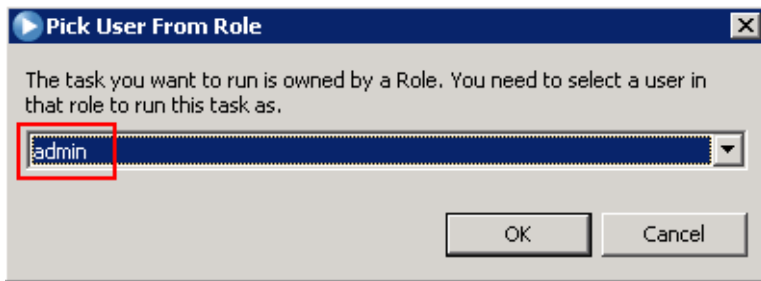 Pick User From Role
The task you want to run is owned by a Role. You need to select a user in
that role to run this task as.
admin
OK Cancel